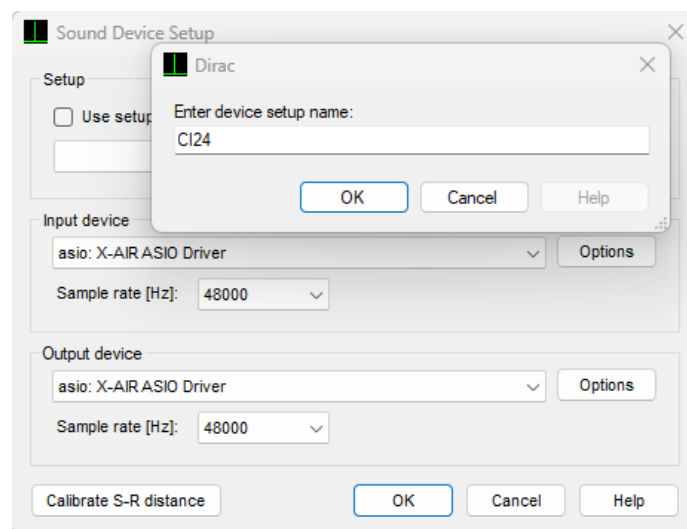 Sound Device Setup
Dirac
Setup
Use setup
Enter device setup name:
CI24
OK Cancel Help
Input device
asio: X-AIR ASIO Driver Options
Sample rate [Hz]: 48000
Output device
asio: X-AIR ASIO Driver Options
Sample rate [Hz]: 48000
Calibrate S-R distance OK Cancel Help